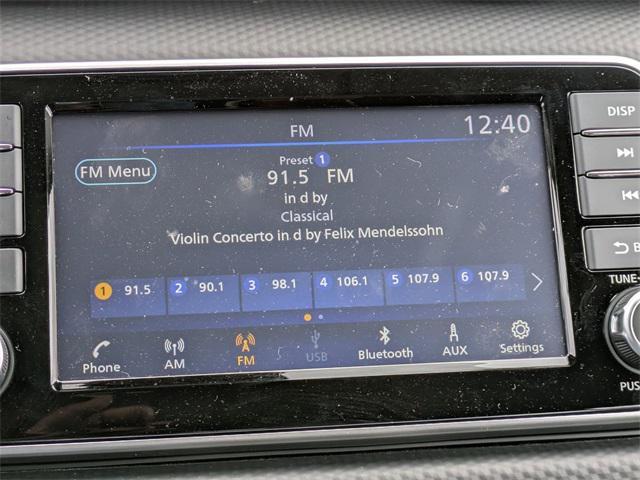 FM
12:40
DISP
FM Menu
Preset 1
91.5 FM
in d by
Classical
Violin Concerto in d by Felix Mendelssohn
1 91.5 2 90.1 3 98.1 4 106.1 5 107.9 6 107.9
Phone AM FM USB Bluetooth AUX Settings
B
TUNE
PUS